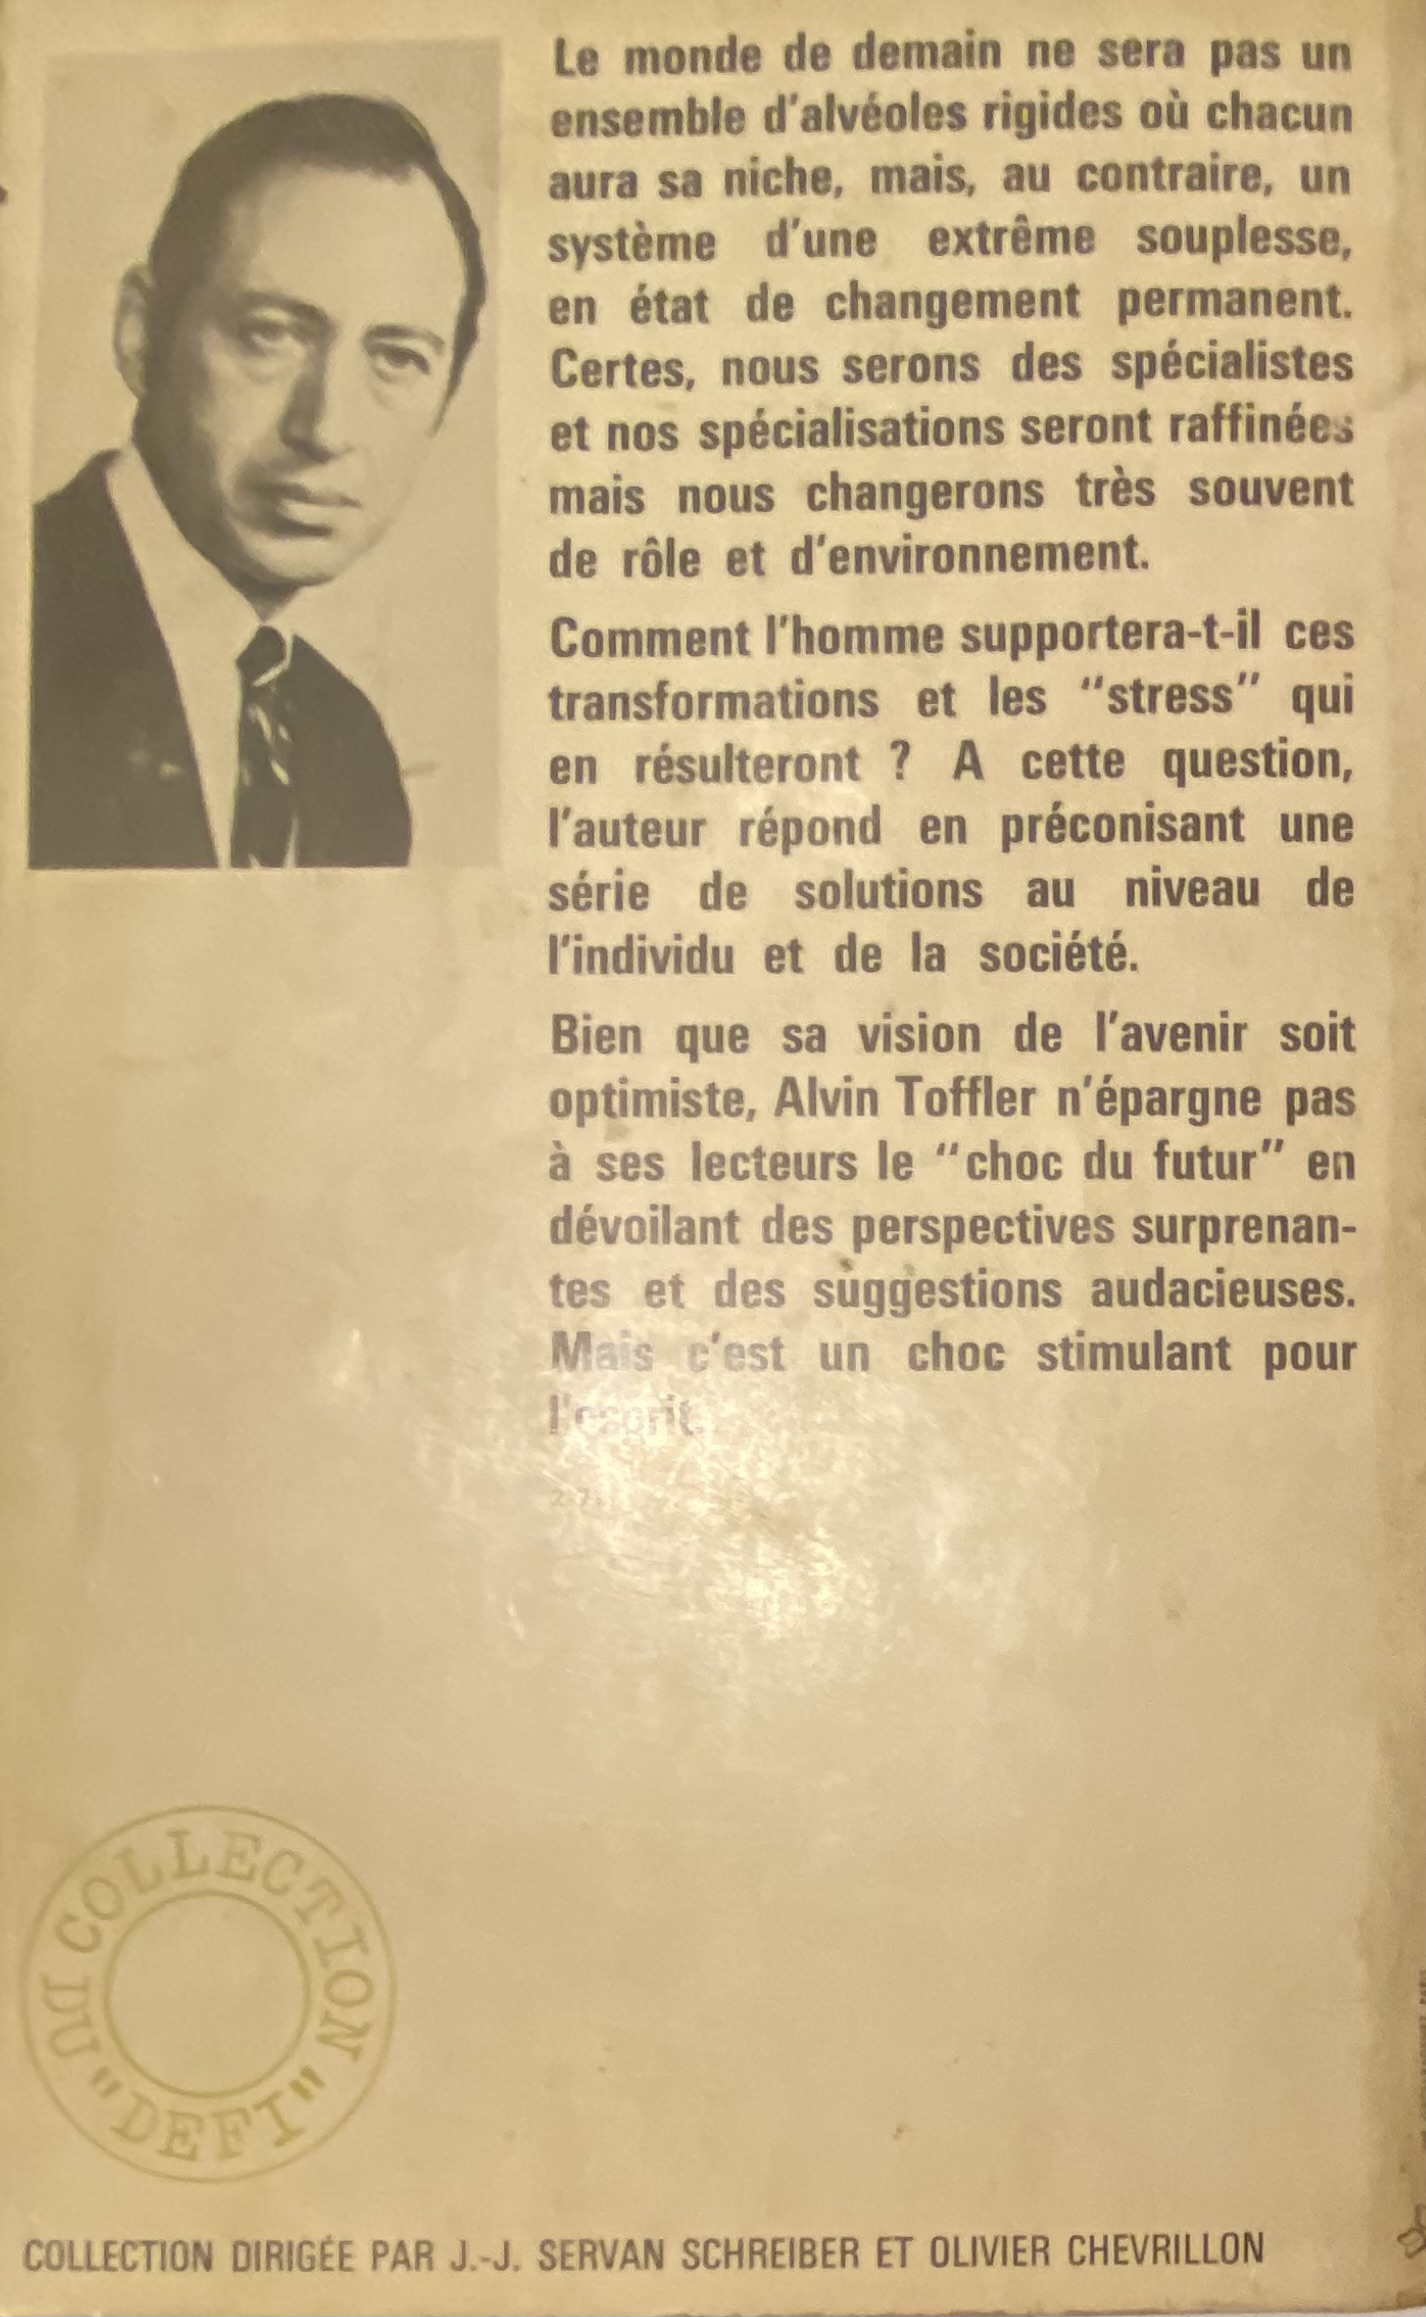 Le monde de demain ne sera pas un
ensemble d'alvéoles rigides où chacun
aura sa niche, mais, au contraire, un
système d'une extrême souplesse,
en état de changement permanent.
Certes, nous serons des spécialistes
et nos spécialisations seront raffinées
mais nous changerons très souvent
de rôle et d'environnement.
Comment l'homme supportera-t-il ces
transformations et les "stress" qui
en résulteront ? A cette question,
l'auteur répond en préconisant une
série de solutions au niveau de
l'individu et de la société.
Bien que sa vision de l'avenir soit
optimiste, Alvin Toffler n'épargne pas
à ses lecteurs le "choc du futur" en
dévoilant des perspectives surprenan-
tes et des suggestions audacieuses.
Mais c'est un choc stimulant pour
l'esprit.
COLLECTION DU "DEFI"
COLLECTION DIRIGÉE PAR J.-J. SERVAN SCHREIBER ET OLIVIER CHEVRILLON